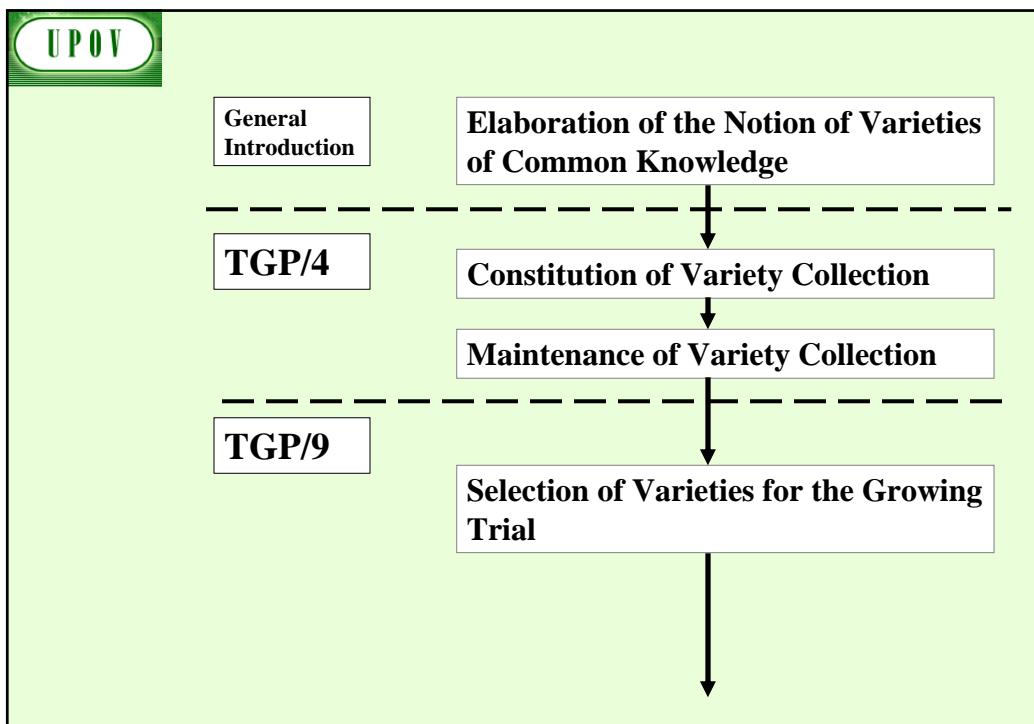 UPOV
General
Introduction
Elaboration of the Notion of Varieties
of Common Knowledge
TGP/4
Constitution of Variety Collection
Maintenance of Variety Collection
TGP/9
Selection of Varieties for the Growing
Trial